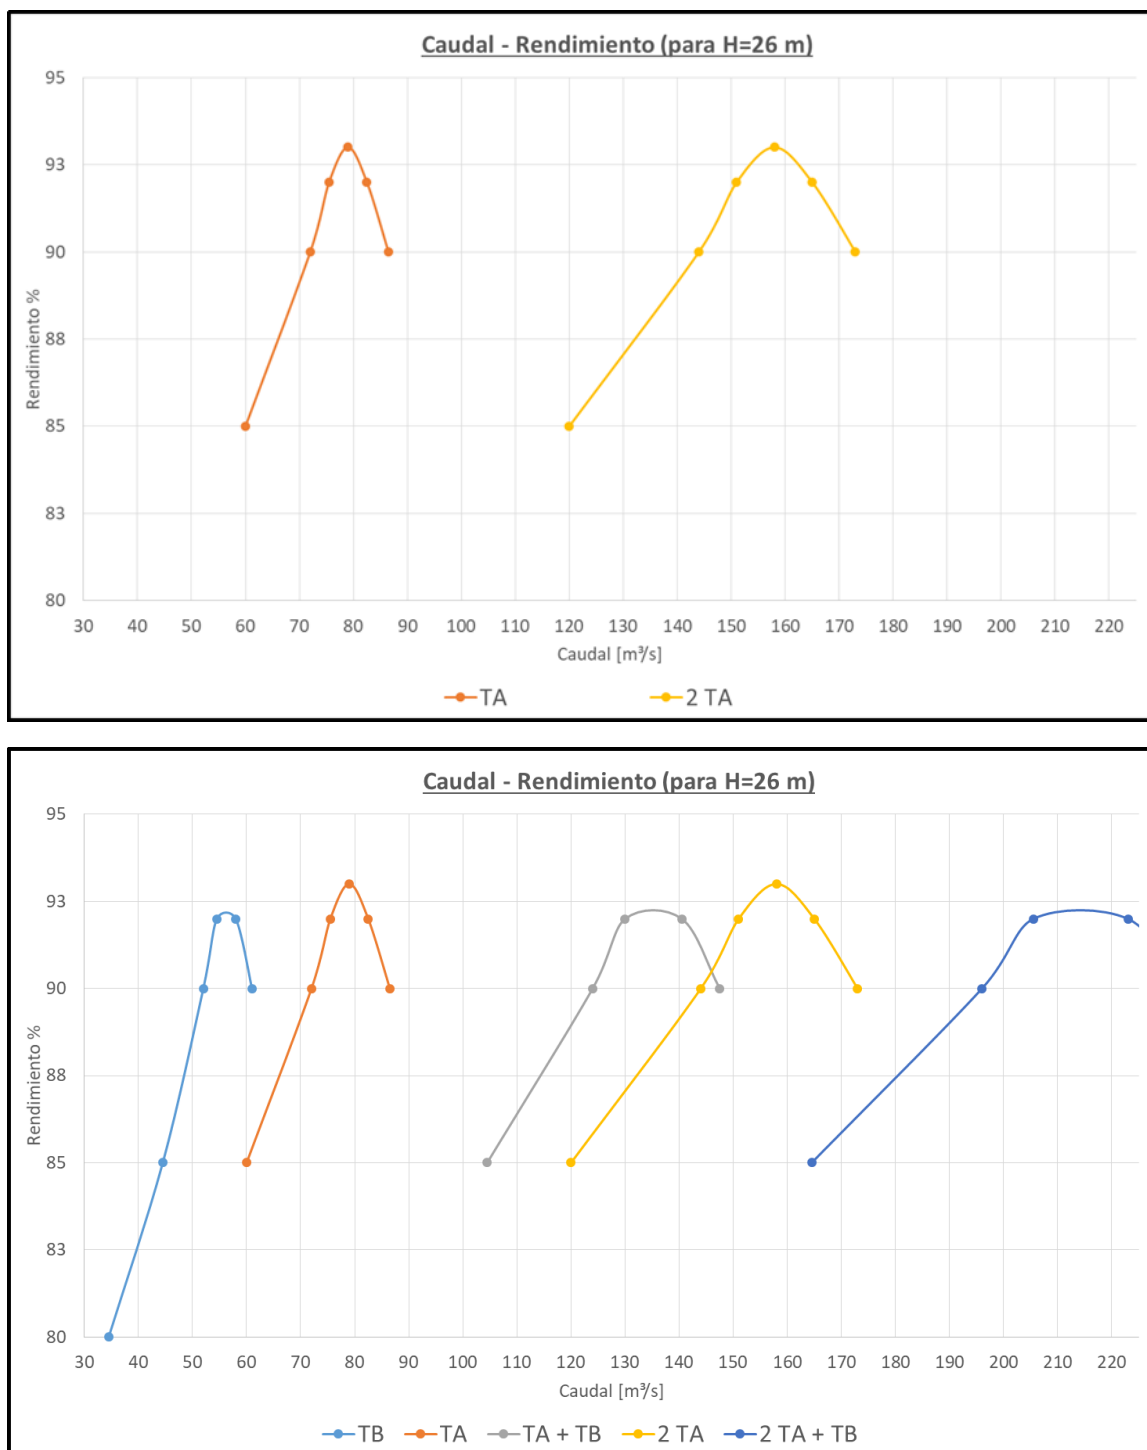 Caudal - Rendimiento (para H=26 m)
95
93
90
88
85
83
80
Rendimiento %
30 40 50 60 70 80 90 100 110 120 130 140 150 160 170 180 190 200 210 220
Caudal [m³/s]
TA 2 TA
Caudal - Rendimiento (para H=26 m)
95
93
90
88
85
83
80
Rendimiento %
30 40 50 60 70 80 90 100 110 120 130 140 150 160 170 180 190 200 210 220
Caudal [m³/s]
TB TA TA + TB 2 TA 2 TA + TB